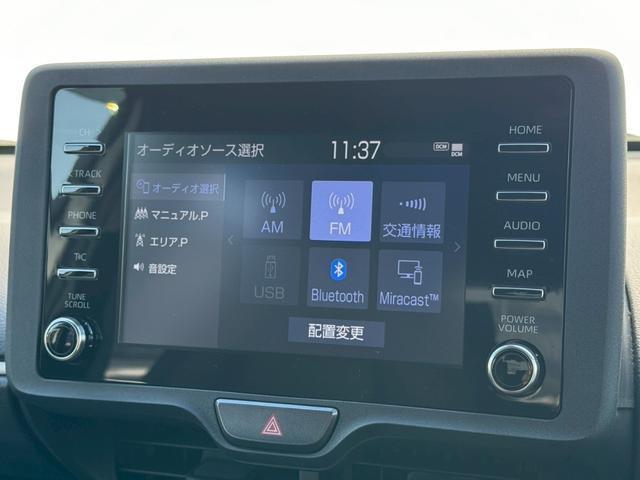 CH
TRACK
PHONE
TUNE
SCROLL
オーディオソース選択
11:37
DCM
DCM
オーディオ選択
マニュアル.P
エリア.P
音設定
AM
FM
交通情報
USB
Bluetooth
Miracast™
配置変更
HOME
MENU
AUDIO
MAP
POWER
VOLUME